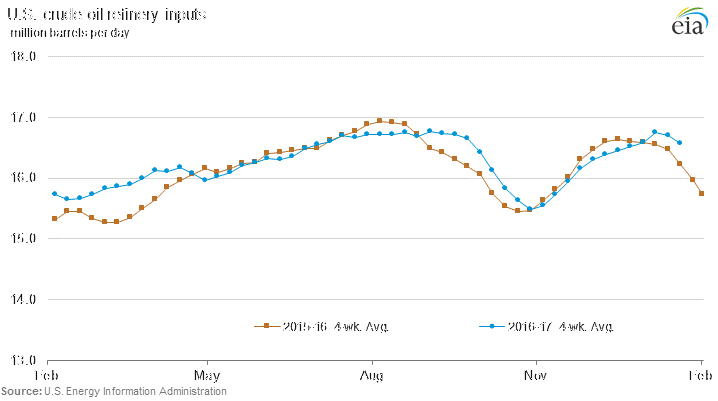 U.S. crude oil refinery inputs
million barrels per day
eia
18.0
17.0
16.0
15.0
14.0
13.0
2015-16 4-wk. Avg.
2016-17 4-wk. Avg.
Feb
May
Aug
Nov
Feb
Source: U.S. Energy Information Administration